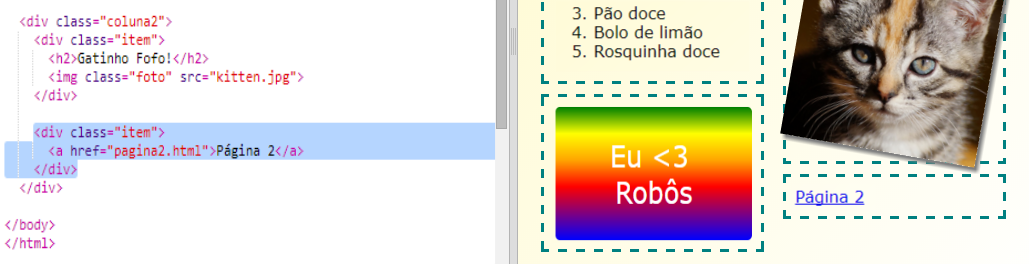 <div class="coluna2">
<div class="item">
<h2>Gatinho Fofo!</h2>
<img class="foto" src="kitten.jpg">
</div>
<div class="item">
<a href="pagina2.html">Página 2</a>
</div>
</div>
</body>
</html>
3. Pão doce
4. Bolo de limão
5. Rosquinha doce
Eu <3
Robôs
Página 2